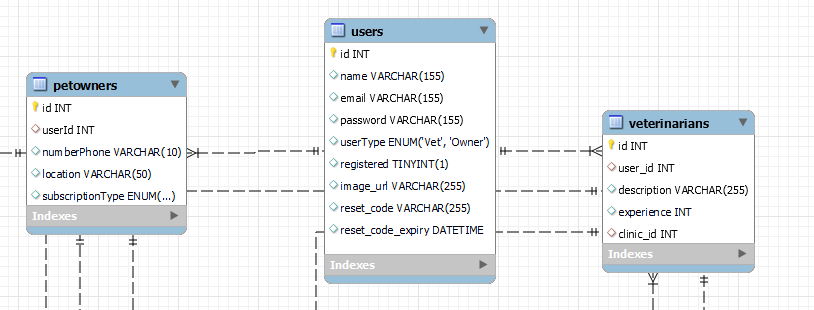 petowners
id INT
userId INT
numberPhone VARCHAR(10)
location VARCHAR(50)
subscriptionType ENUM(...)
Indexes
users
id INT
name VARCHAR(155)
email VARCHAR(155)
password VARCHAR(155)
userType ENUM('Vet', 'Owner')
registered TINYINT(1)
image_url VARCHAR(255)
reset_code VARCHAR(255)
reset_code_expiry DATETIME
Indexes
veterinarians
id INT
user_id INT
description VARCHAR(255)
experience INT
clinic_id INT
Indexes